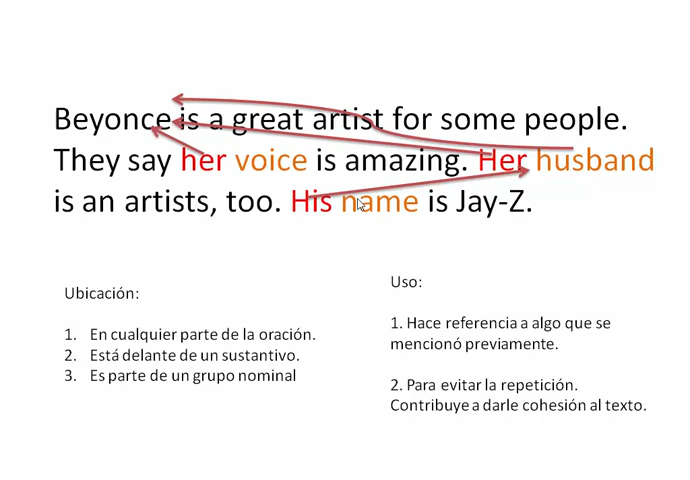 Beyonce is a great artist for some people.
They say her voice is amazing. Her husband
is an artists, too. His name is Jay-Z.
Ubicación:
1. En cualquier parte de la oración.
2. Está delante de un sustantivo.
3. Es parte de un grupo nominal
Uso:
1. Hace referencia a algo que se
mencionó previamente.
2. Para evitar la repetición.
Contribuye a darle cohesión al texto.